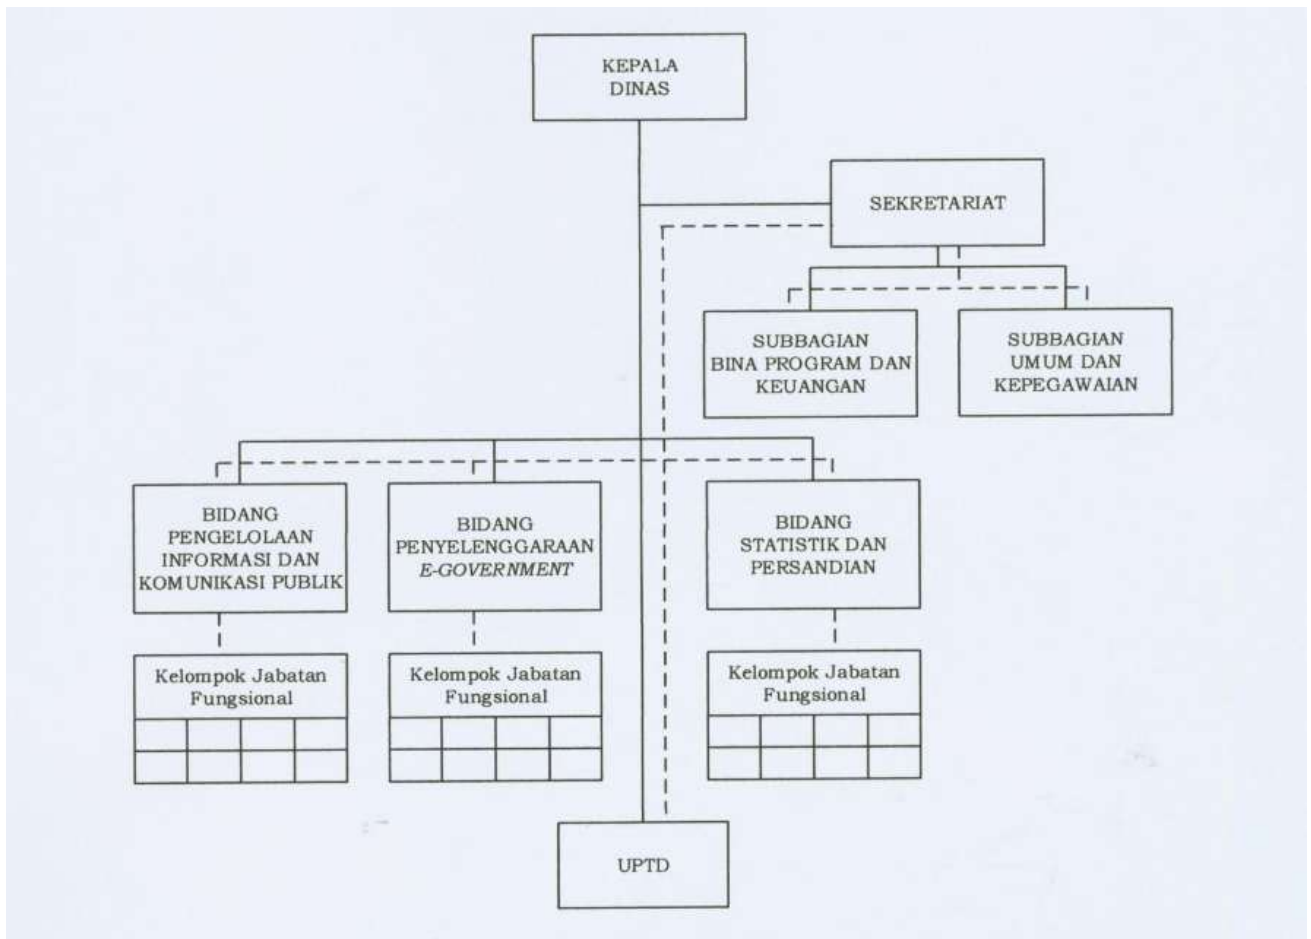 KEPALA
DINAS
SEKRETARIAT
SUBBAGIAN
BINA PROGRAM DAN
KEUANGAN
SUBBAGIAN
UMUM DAN
KEPEGAWAIAN
BIDANG
PENGELOLAAN
INFORMASI DAN
KOMUNIKASI PUBLIK
BIDANG
PENYELENGGARAAN
E-GOVERNMENT
BIDANG
STATISTIK DAN
PERSANDIAN
Kelompok Jabatan
Fungsional
Kelompok Jabatan
Fungsional
Kelompok Jabatan
Fungsional
UPTD